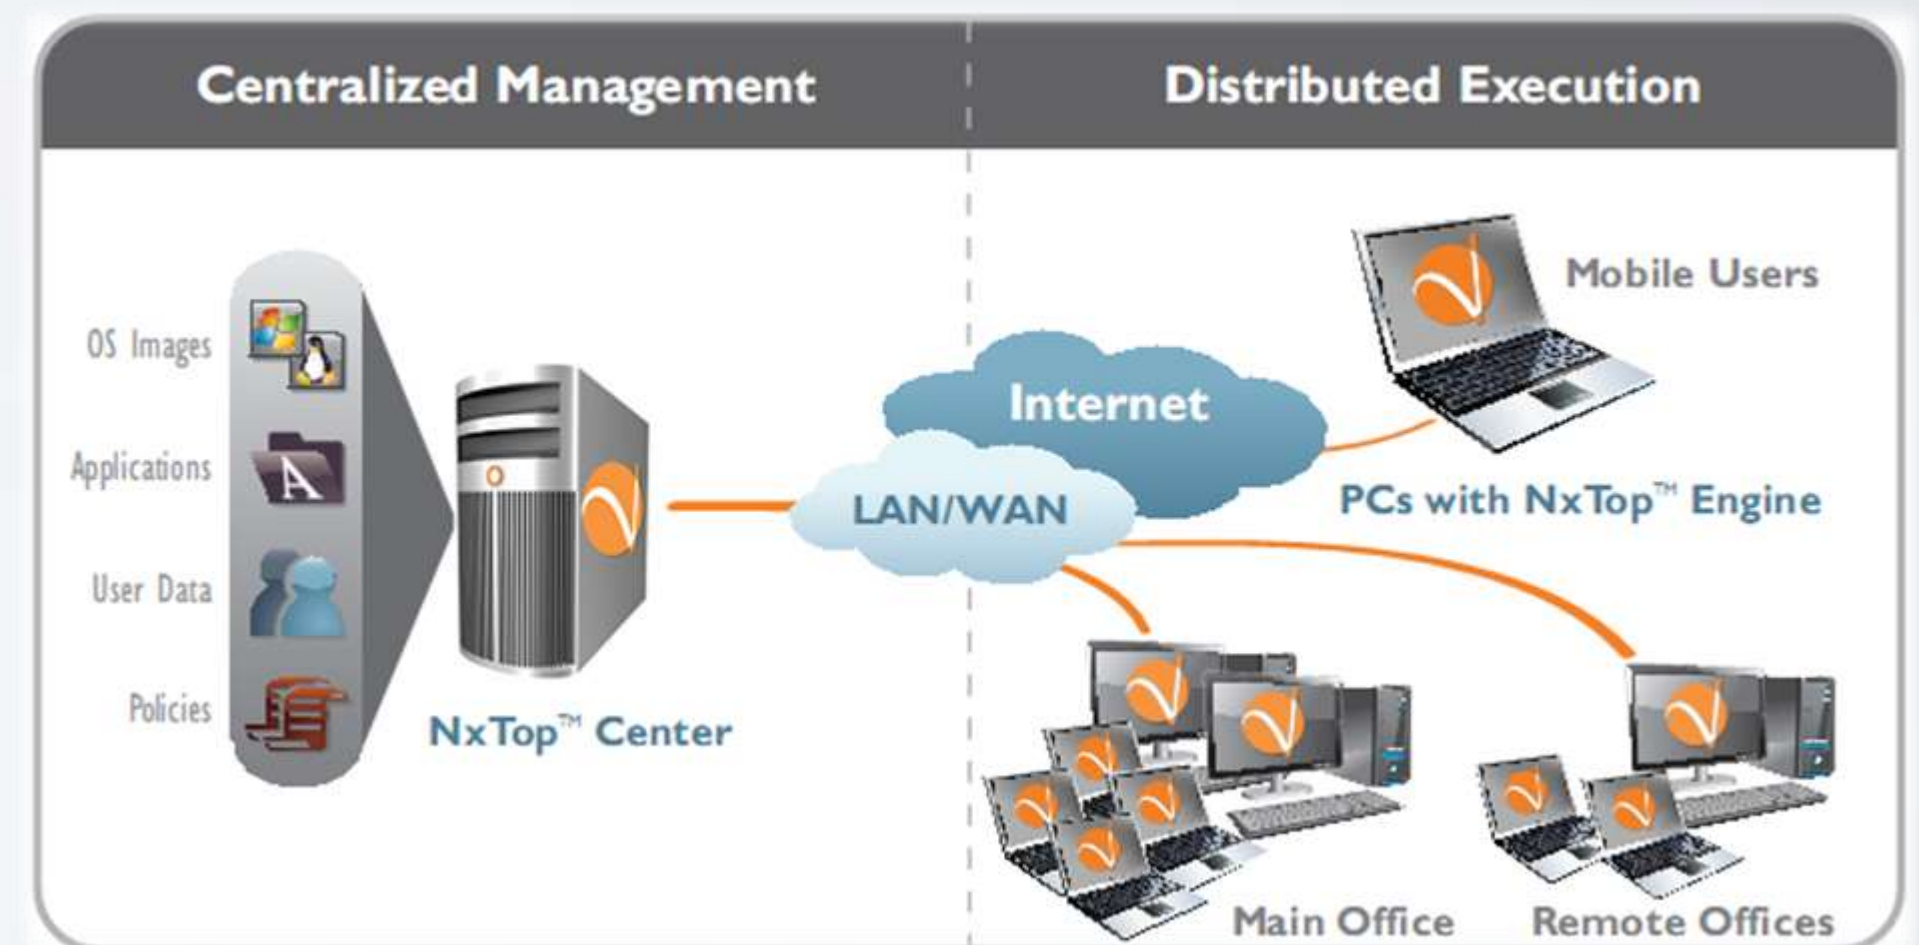 Centralized Management
Distributed Execution
OS Images
Applications
User Data
Policies
NxTop™ Center
Internet
LAN/WAN
Mobile Users
PCs with NxTop™ Engine
Main Office
Remote Offices